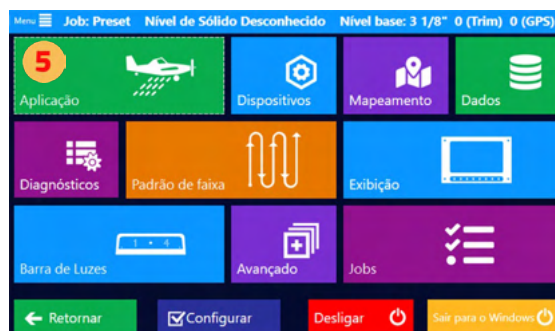 Menu Job: Preset Nível de Sólido Desconhecido Nível base: 3 1/8" 0 (Trim) 0 (GPS)
5
Aplicação Dispositivos Mapeamento Dados
Diagnósticos Padrão de faixa Exibição
1 • 4
Barra de Luzes Avançado Jobs
Retornar Configurar Desligar Sair para o Windows